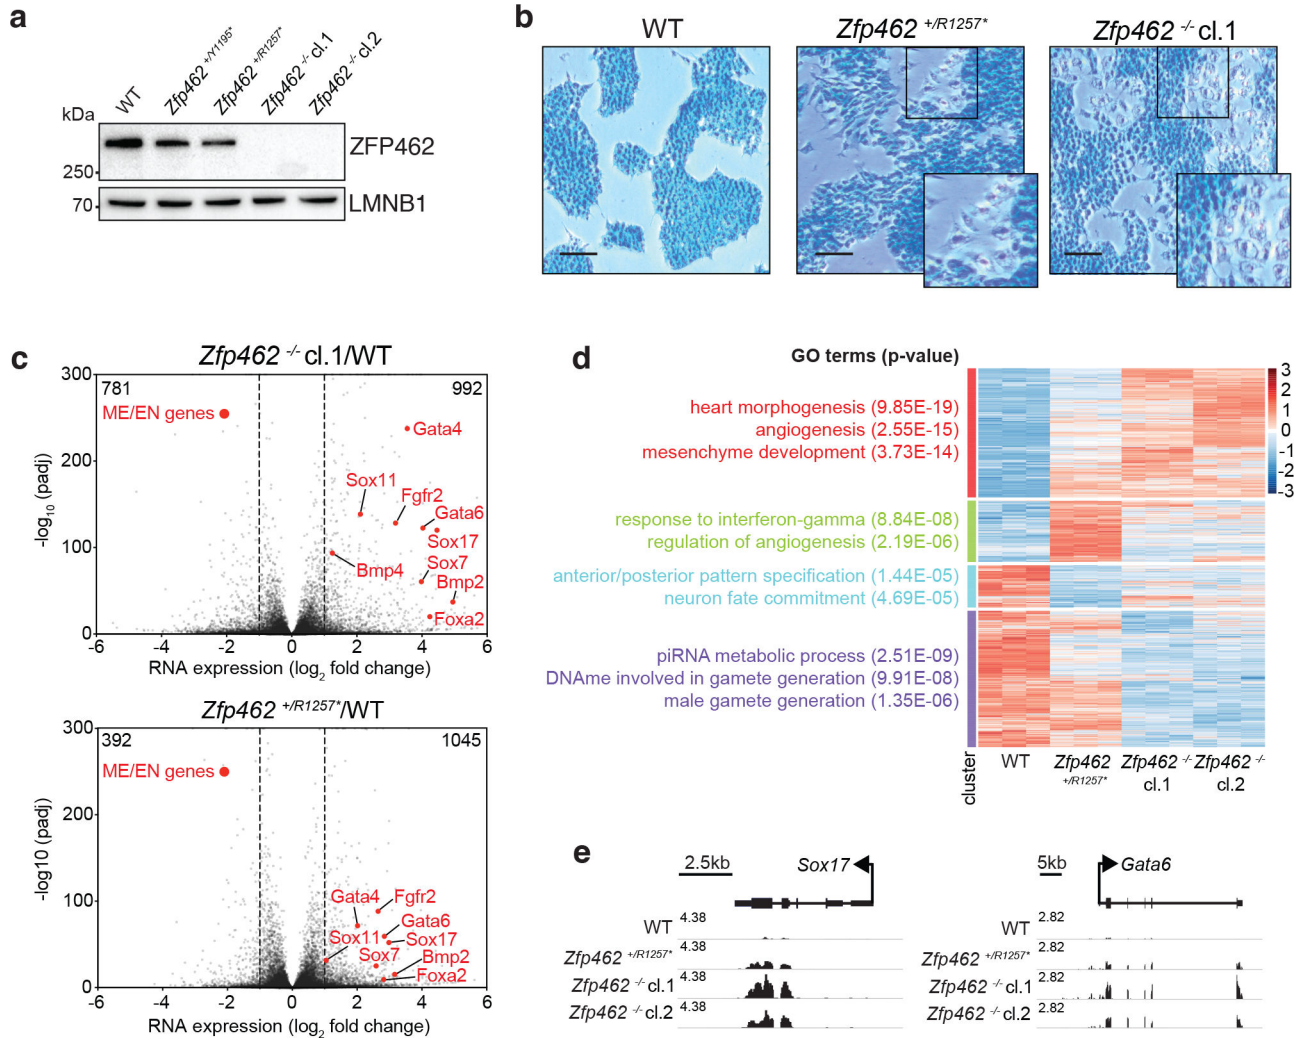 a
kDa
WT
Zfp462 +/Y1195*
Zfp462 +/R1257*
Zfp462 -/- cl.1
Zfp462 -/- cl.2
250
ZFP462
70
LMNB1
b
WT
Zfp462 +/R1257*
Zfp462 -/- cl.1
c
Zfp462 -/- cl.1/WT
300
200
100
0
-log10 (padj)
781
992
ME/EN genes
Gata4
Sox11
Fgfr2
Gata6
Sox17
Sox7
Bmp4
Bmp2
Foxa2
-6 -4 -2 0 2 4 6
RNA expression (log2 fold change)
Zfp462 +/R1257*/WT
300
200
100
0
-log10 (padj)
392
1045
ME/EN genes
Gata4
Fgfr2
Gata6
Sox11
Sox17
Sox7
Bmp2
Foxa2
-6 -4 -2 0 2 4 6
RNA expression (log2 fold change)
d
GO terms (p-value)
heart morphogenesis (9.85E-19)
angiogenesis (2.55E-15)
mesenchyme development (3.73E-14)
response to interferon-gamma (8.84E-08)
regulation of angiogenesis (2.19E-06)
anterior/posterior pattern specification (1.44E-05)
neuron fate commitment (4.69E-05)
piRNA metabolic process (2.51E-09)
DNAme involved in gamete generation (9.91E-08)
male gamete generation (1.35E-06)
3
2
1
0
-1
-2
-3
cluster
WT
Zfp462 +/R1257*
Zfp462 -/- cl.1
Zfp462 -/- cl.2
e
2.5kb
Sox17
WT 4.38
Zfp462 +/R1257* 4.38
Zfp462 -/- cl.1 4.38
Zfp462 -/- cl.2 4.38
5kb
Gata6
WT 2.82
Zfp462 +/R1257* 2.82
Zfp462 -/- cl.1 2.82
Zfp462 -/- cl.2 2.82